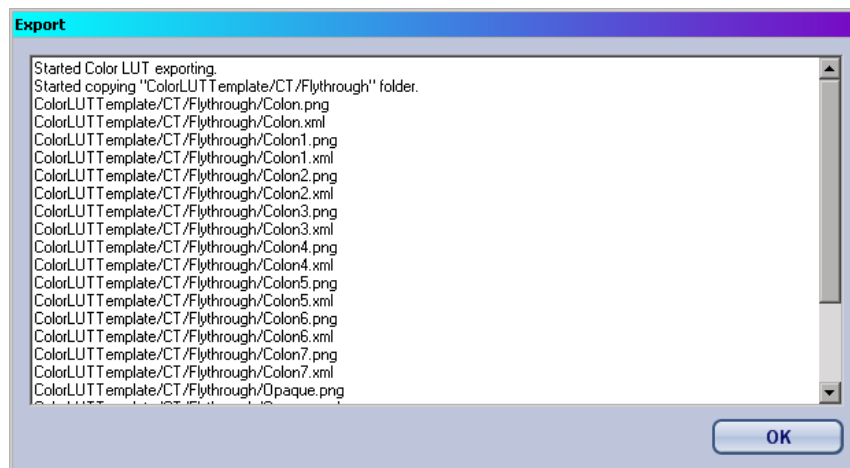 Export
Started Color LUT exporting.
Started copying "ColorLUTTemplate/CT/Flythrough" folder.
ColorLUTTemplate/CT/Flythrough/Colon.png
ColorLUTTemplate/CT/Flythrough/Colon.xml
ColorLUTTemplate/CT/Flythrough/Colon1.png
ColorLUTTemplate/CT/Flythrough/Colon1.xml
ColorLUTTemplate/CT/Flythrough/Colon2.png
ColorLUTTemplate/CT/Flythrough/Colon2.xml
ColorLUTTemplate/CT/Flythrough/Colon3.png
ColorLUTTemplate/CT/Flythrough/Colon3.xml
ColorLUTTemplate/CT/Flythrough/Colon4.png
ColorLUTTemplate/CT/Flythrough/Colon4.xml
ColorLUTTemplate/CT/Flythrough/Colon5.png
ColorLUTTemplate/CT/Flythrough/Colon5.xml
ColorLUTTemplate/CT/Flythrough/Colon6.png
ColorLUTTemplate/CT/Flythrough/Colon6.xml
ColorLUTTemplate/CT/Flythrough/Colon7.png
ColorLUTTemplate/CT/Flythrough/Colon7.xml
ColorLUTTemplate/CT/Flythrough/Opaque.png
OK